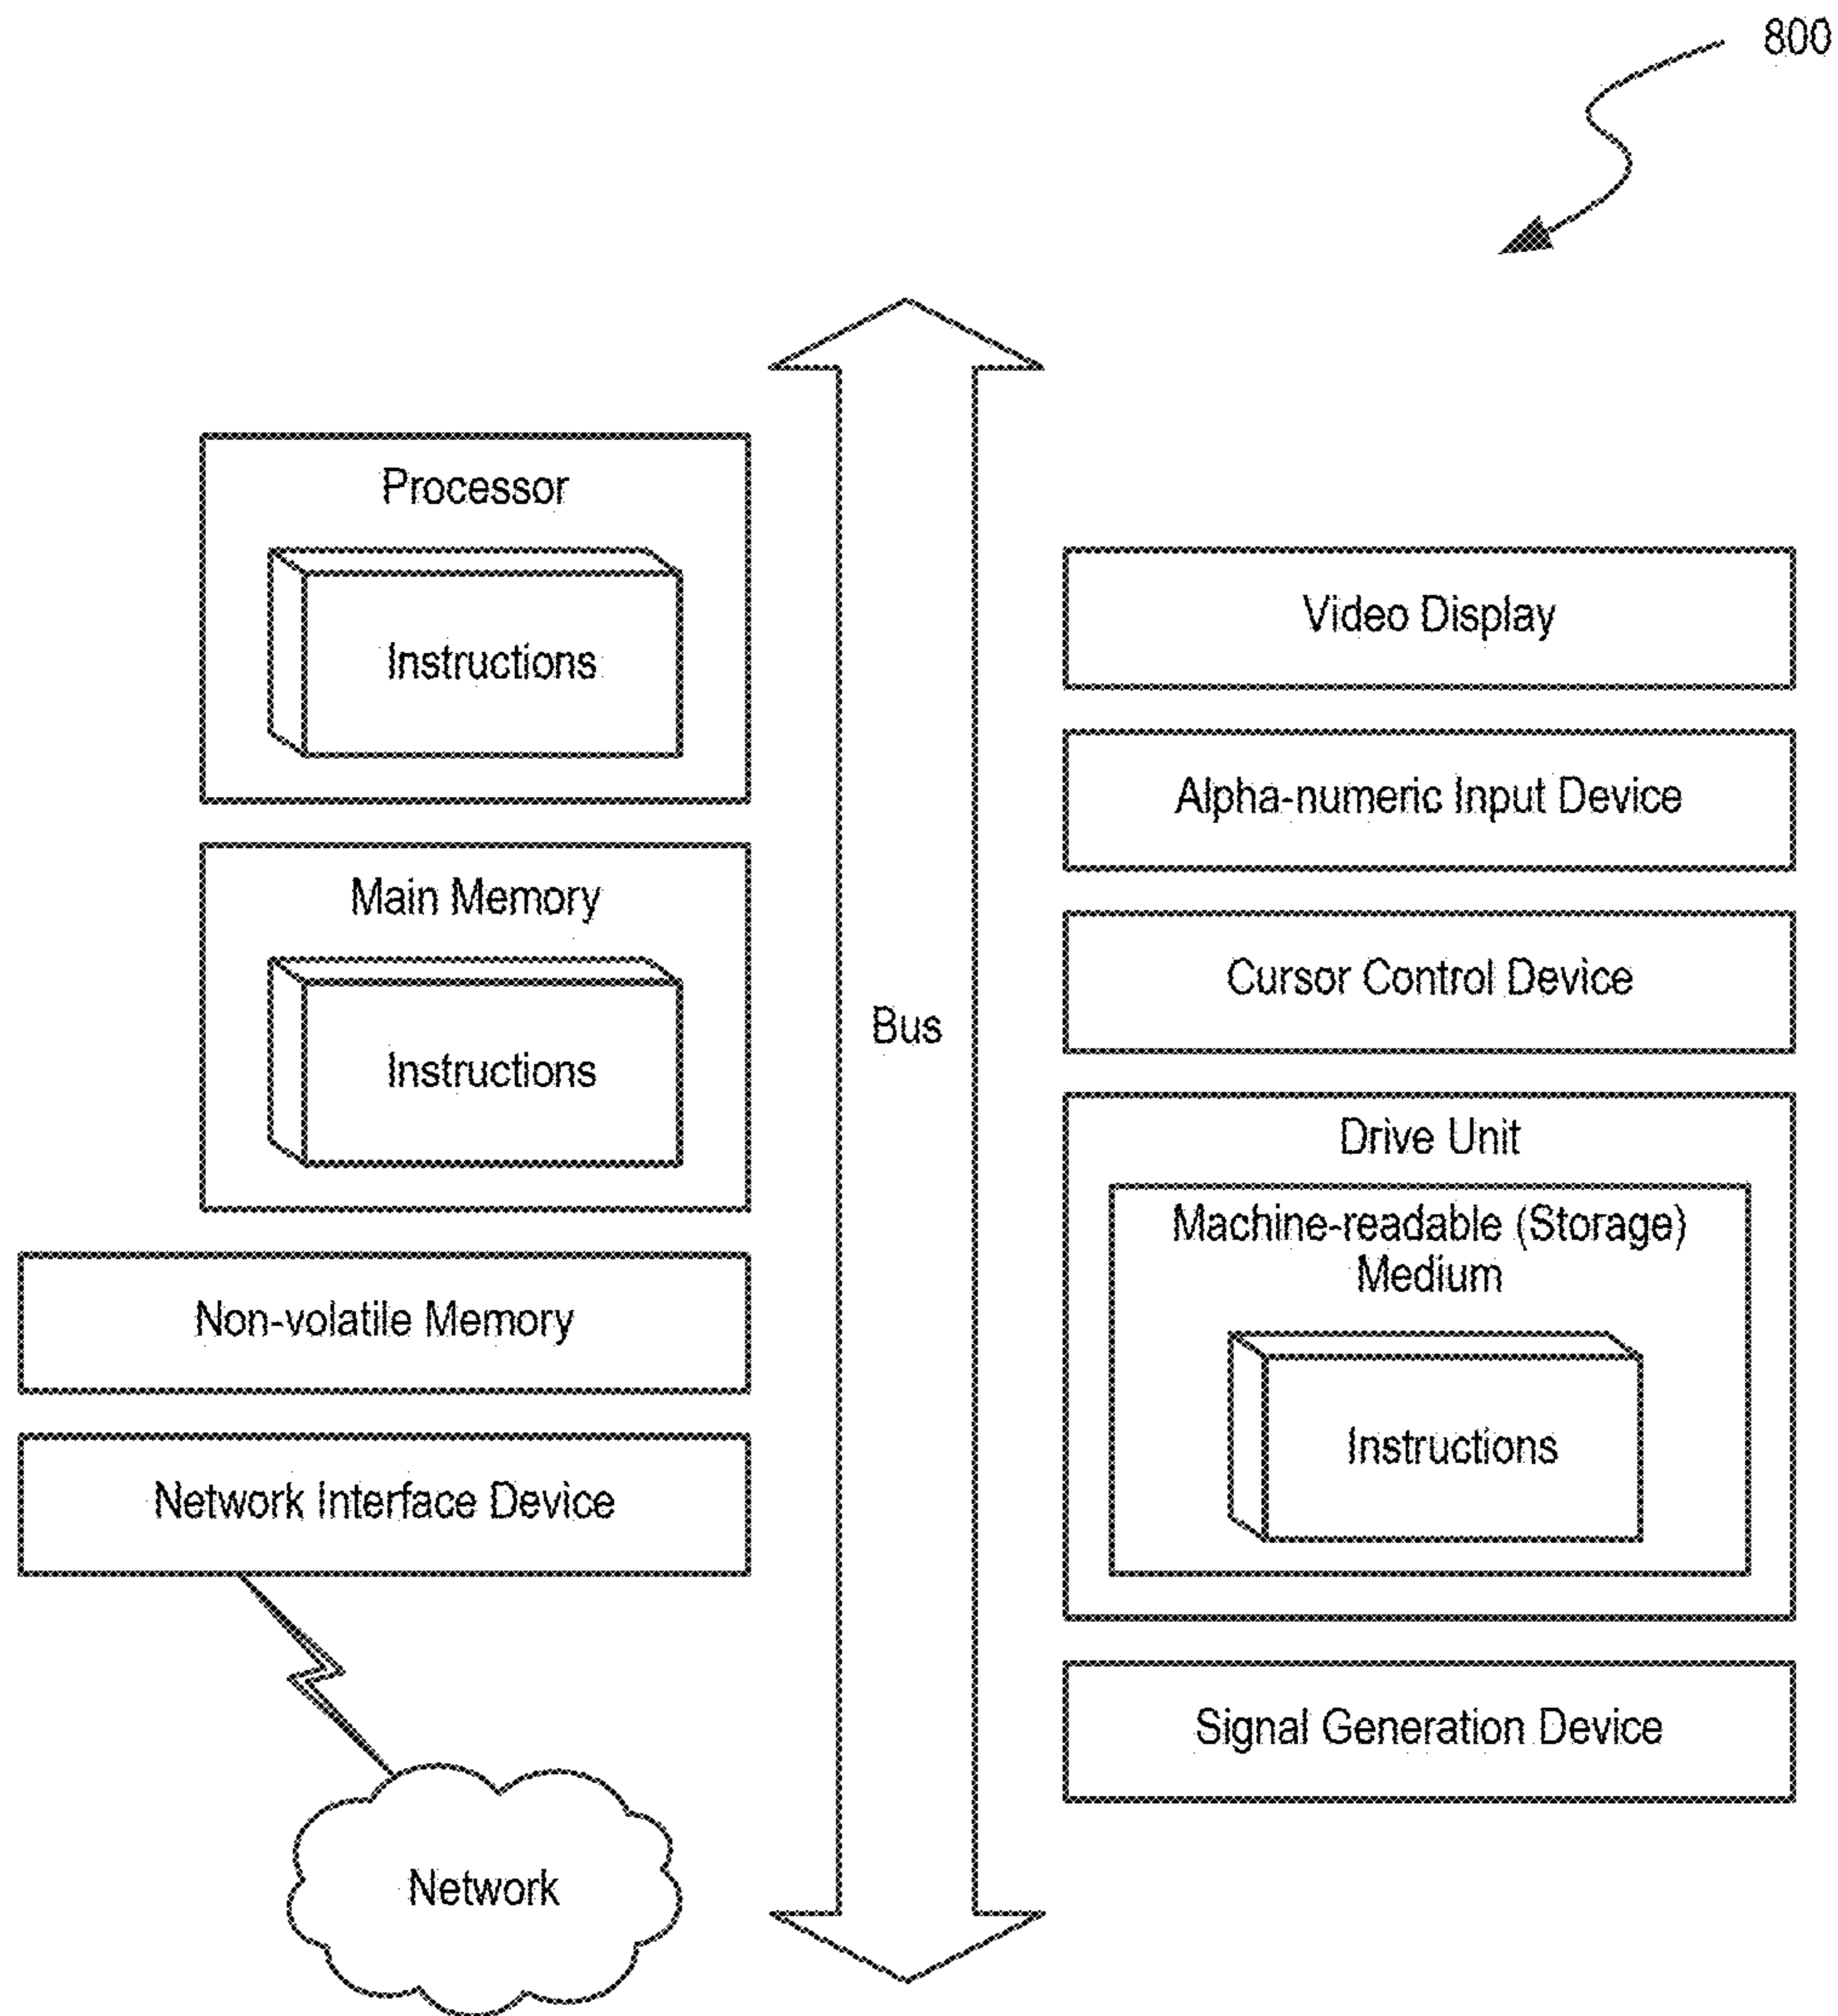 800
Processor
Instructions
Main Memory
Instructions
Non-volatile Memory
Network Interface Device
Network
Bus
Video Display
Alpha-numeric Input Device
Cursor Control Device
Drive Unit
Machine-readable (Storage)
Medium
Instructions
Signal Generation Device